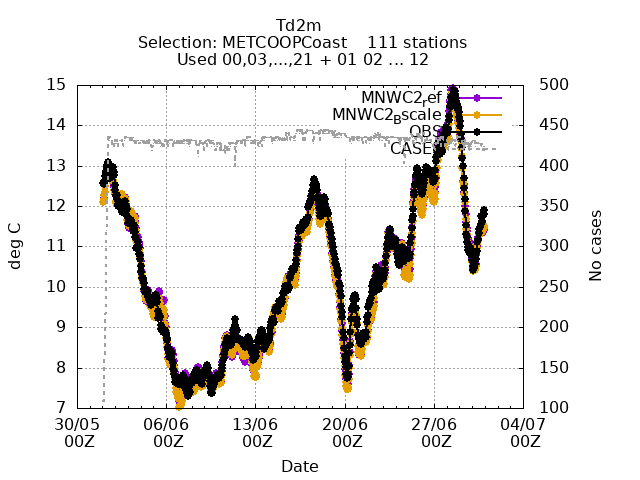 Td2m
Selection: METCOOPCoast    111 stations
Used 00,03,...,21 + 01 02 ... 12
15 500
MNWC2ref
MNWC2Bscale
14 OBS 450
CASES
13 400
12 350
11 300
10 250
9 200
8 150
7 100
deg C
No cases
30/05 06/06 13/06 20/06 27/06 04/07
00Z 00Z 00Z 00Z 00Z 00Z
Date